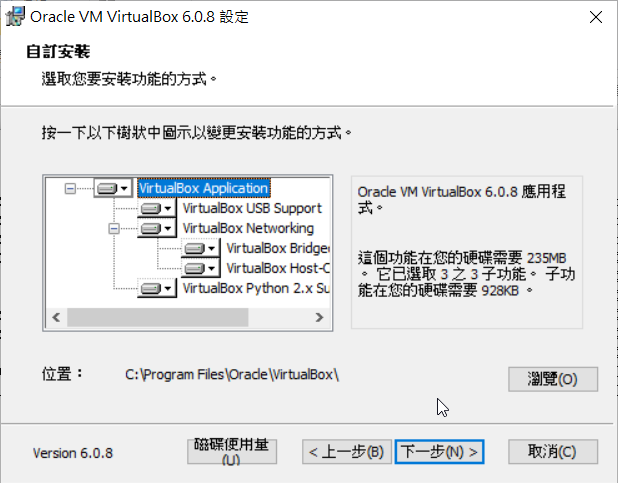 Oracle VM VirtualBox 6.0.8 設定
自訂安裝
選取您要安裝功能的方式。
按一下以下樹狀中圖示以變更安裝功能的方式。
VirtualBox Application
VirtualBox USB Support
VirtualBox Networking
VirtualBox Bridge
VirtualBox Host-C
VirtualBox Python 2.x Su
Oracle VM VirtualBox 6.0.8 應用程
式。
這個功能在您的硬碟需要 235MB
。 它已選取 3 之 3 子功能。 子功
能在您的硬碟需要 928KB 。
位置：
C:\Program Files\Oracle\VirtualBox\
瀏覽(O)
Version 6.0.8
磁碟使用量
(U)
< 上一步(B)
下一步(N) >
取消(C)